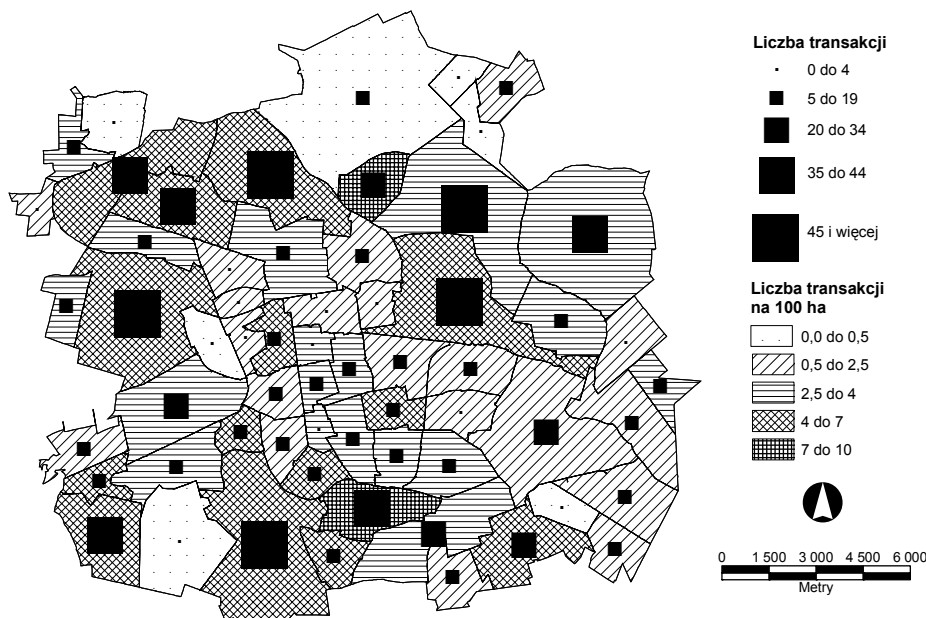 Liczba transakcji
0 do 4
5 do 19
20 do 34
35 do 44
45 i więcej
Liczba transakcji
na 100 ha
0,0 do 0,5
0,5 do 2,5
2,5 do 4
4 do 7
7 do 10
0 1 500 3 000 4 500 6 000
Metry